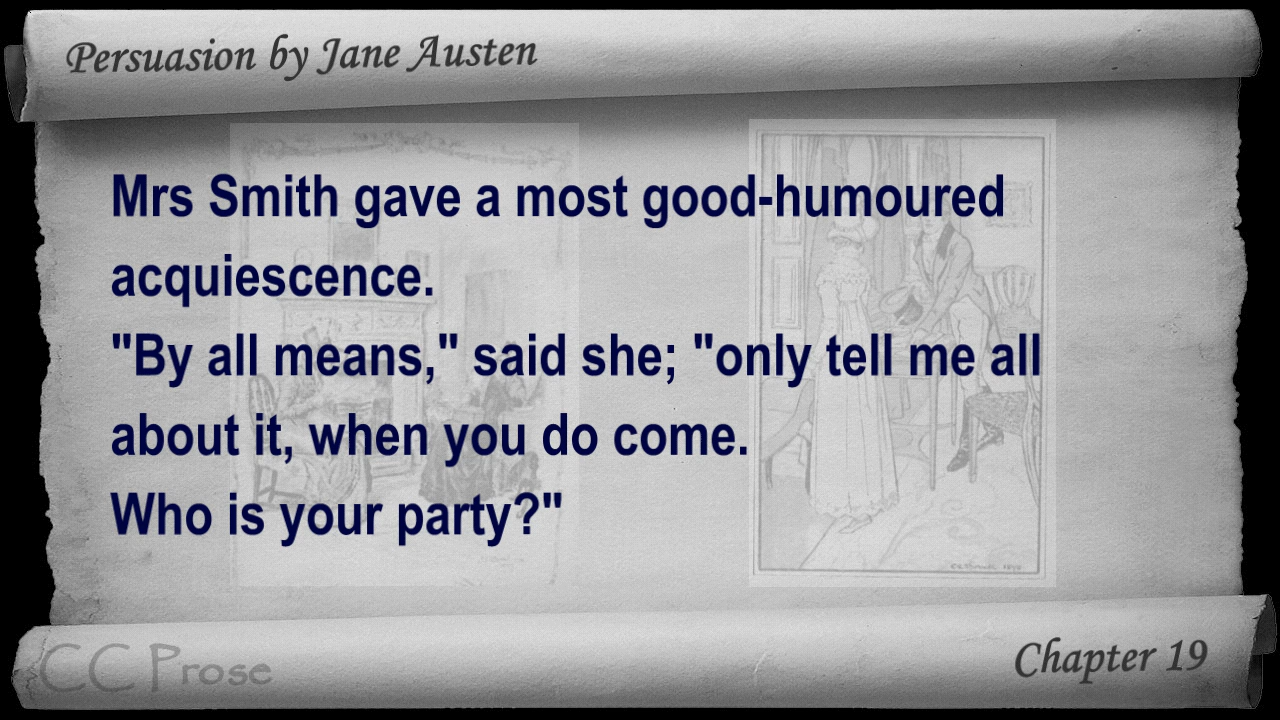 Persuasion by Jane Austen
Mrs Smith gave a most good-humoured
acquiescence.
"By all means," said she; "only tell me all
about it, when you do come.
Who is your party?"
CC Prose
Chapter 19